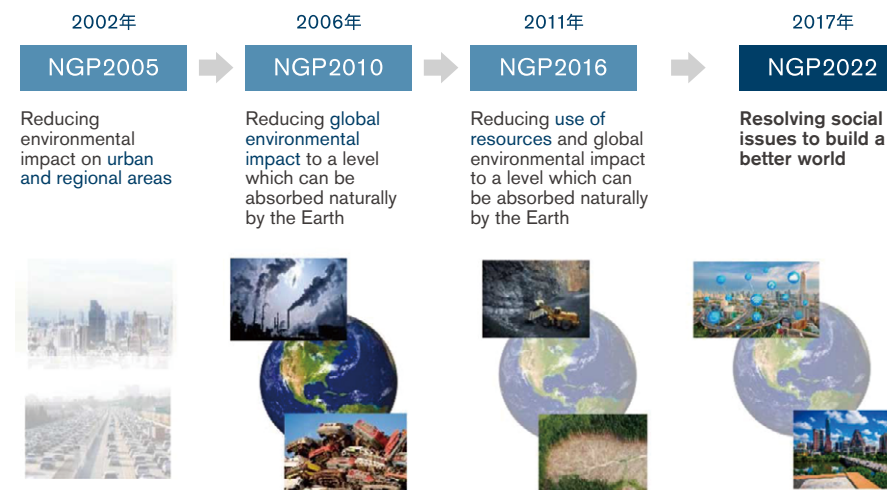 2002年
NGP2005
Reducing
environmental
impact on urban
and regional areas
2006年
NGP2010
Reducing global
environmental
impact to a level
which can be
absorbed naturally
by the Earth
2011年
NGP2016
Reducing use of
resources and global
environmental impact
to a level which can
be absorbed naturally
by the Earth
2017年
NGP2022
Resolving social
issues to build a
better world